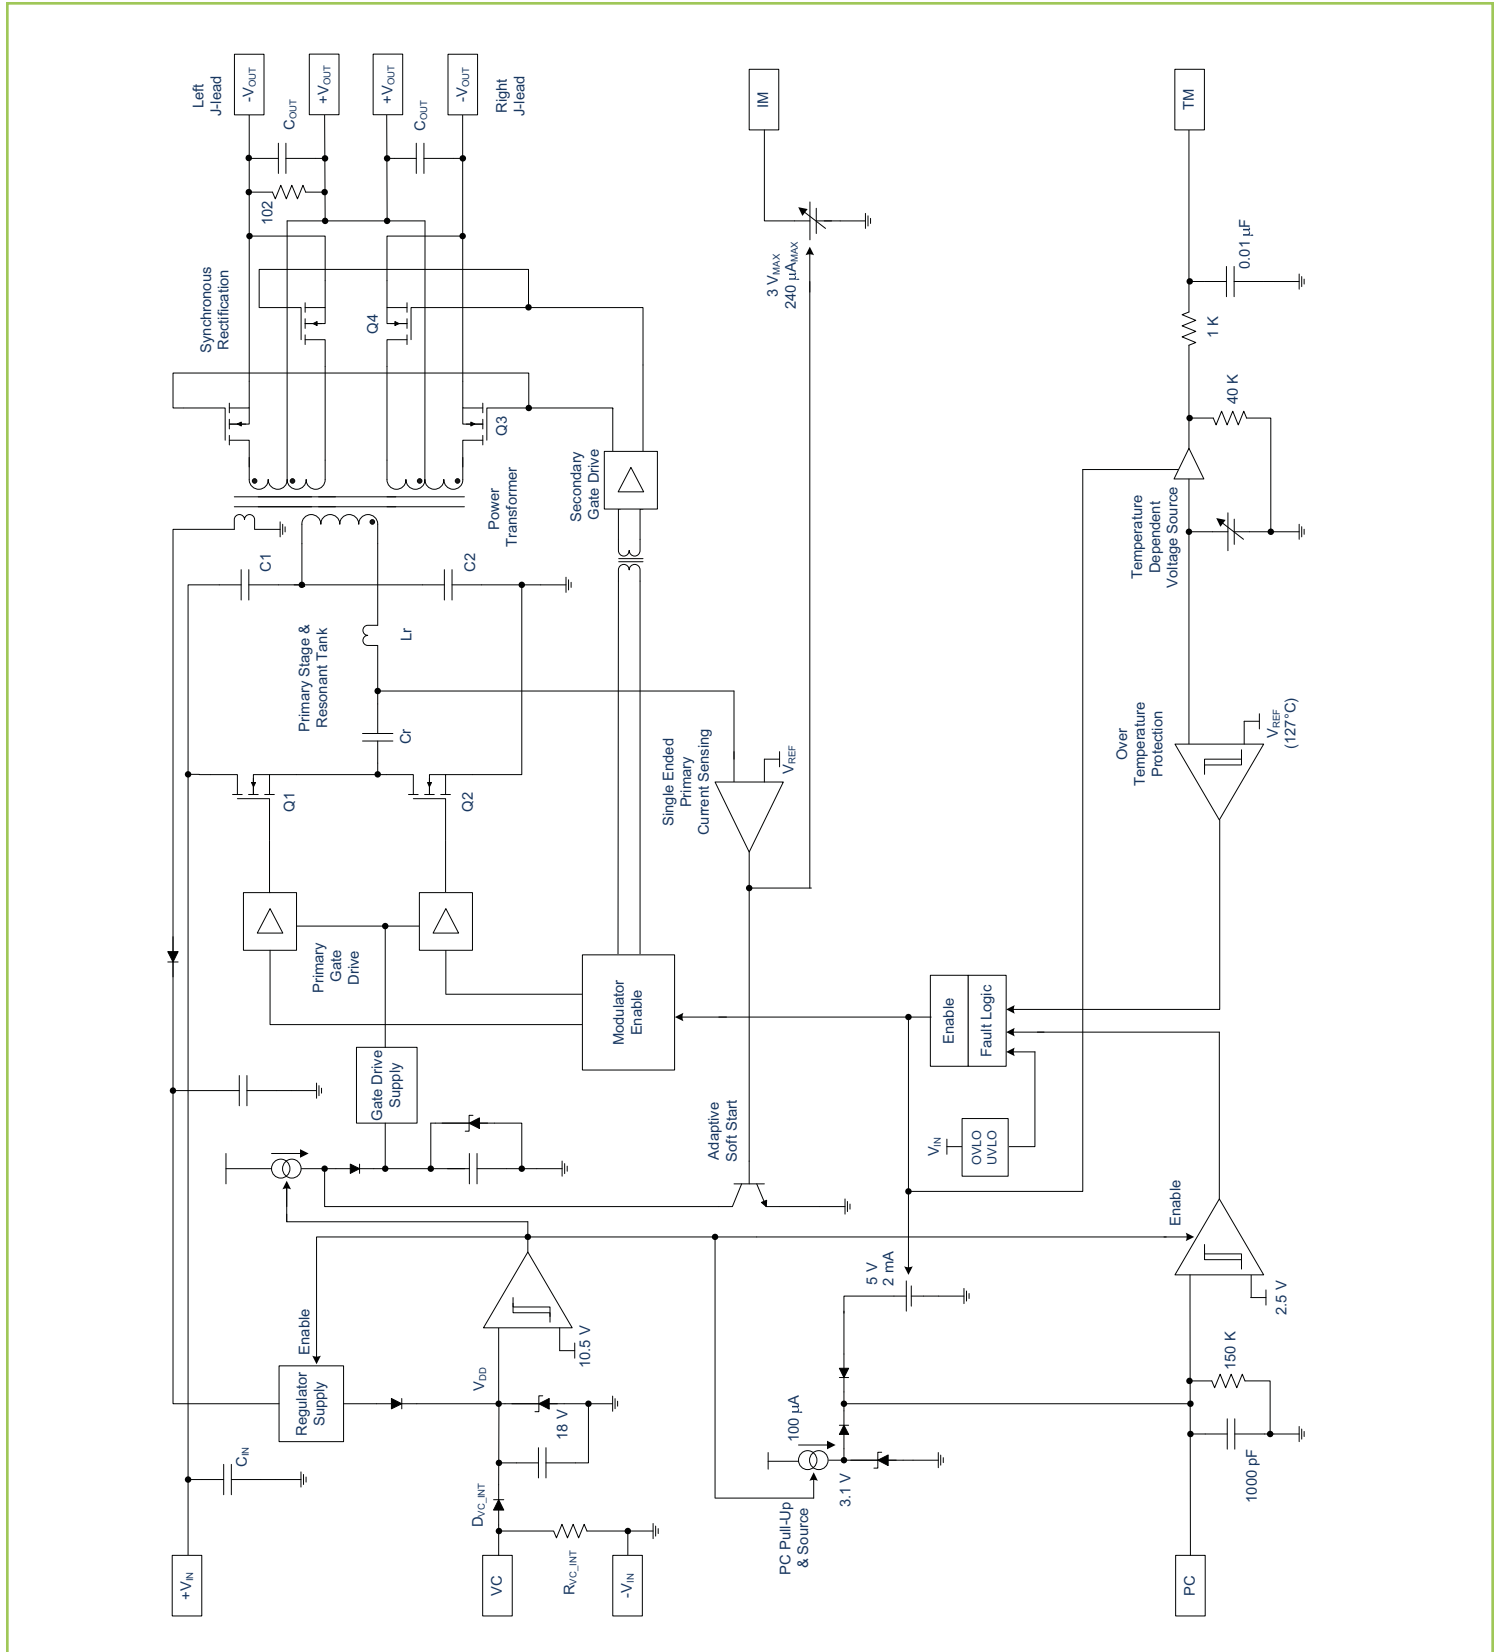 +VIN
CIN
Regulator
Supply
Enable
VC
DVC_INT
RVC_INT
-VIN
VDD
18 V
10.5 V
Gate Drive
Supply
Primary
Gate
Drive
Q1
Q2
Cr
Lr
Primary Stage &
Resonant Tank
C1
C2
Power
Transformer
Synchronous
Rectification
Q3
Q4
102
COUT
COUT
Left
J-lead
-VOUT
+VOUT
+VOUT
-VOUT
Right
J-lead
Secondary
Gate Drive
Modulator
Enable
Single Ended
Primary
Current Sensing
VREF
Adaptive
Soft Start
IM
3 VMAX
240 μAMAX
PC Pull-Up
& Source
100 μA
3.1 V
5 V
2 mA
VIN
OVLO
UVLO
Enable
Fault Logic
PC
1000 pF
150 K
2.5 V
Enable
Over
Temperature
Protection
VREF
(127°C)
Temperature
Dependent
Voltage Source
40 K
1 K
0.01 μF
TM